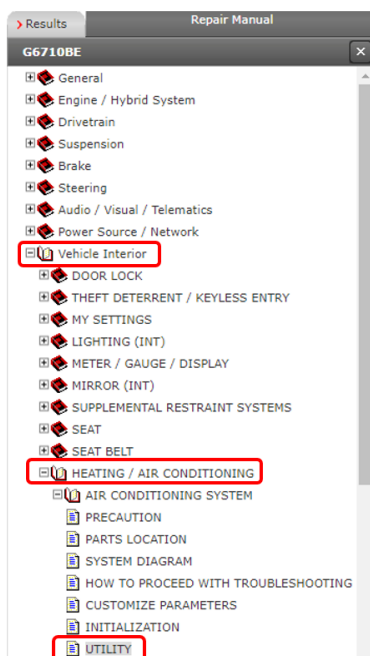 Results
Repair Manual
G6710BE
General
Engine / Hybrid System
Drivetrain
Suspension
Brake
Steering
Audio / Visual / Telematics
Power Source / Network
Vehicle Interior
DOOR LOCK
THEFT DETERRENT / KEYLESS ENTRY
MY SETTINGS
LIGHTING (INT)
METER / GAUGE / DISPLAY
MIRROR (INT)
SUPPLEMENTAL RESTRAINT SYSTEMS
SEAT
SEAT BELT
HEATING / AIR CONDITIONING
AIR CONDITIONING SYSTEM
PRECAUTION
PARTS LOCATION
SYSTEM DIAGRAM
HOW TO PROCEED WITH TROUBLESHOOTING
CUSTOMIZE PARAMETERS
INITIALIZATION
UTILITY